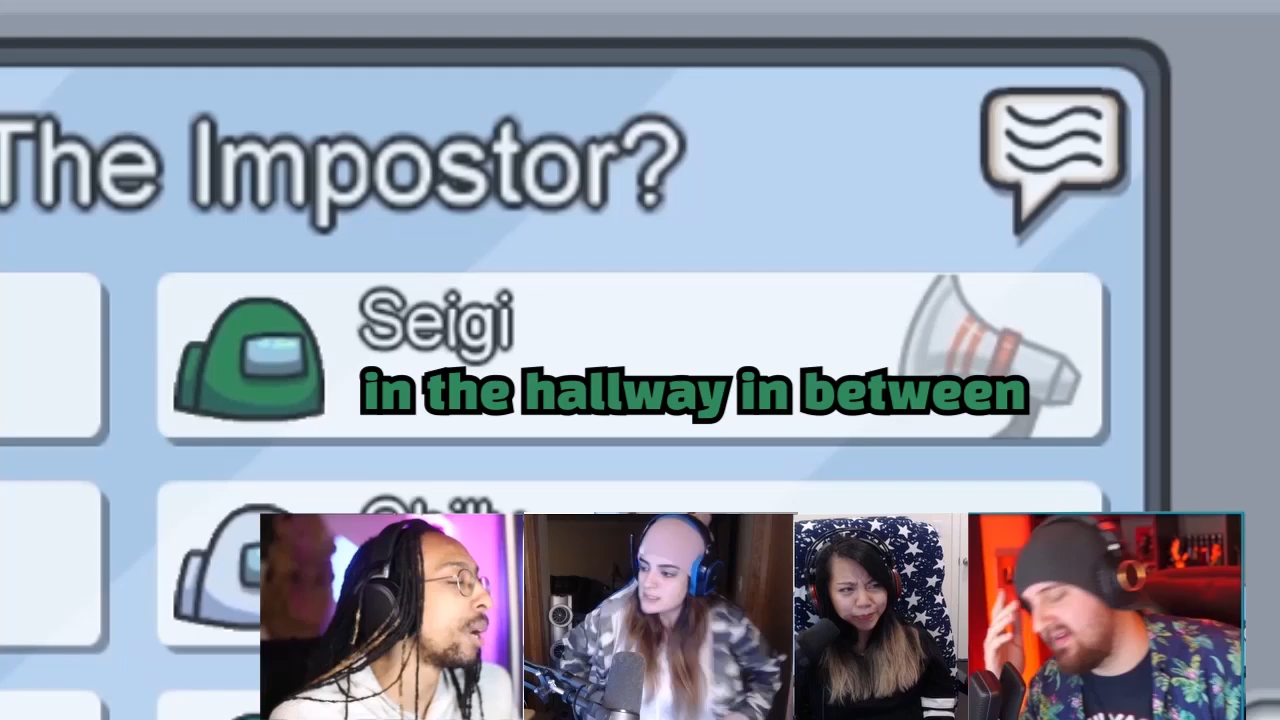 The Impostor?
Seigi
in the hallway in between